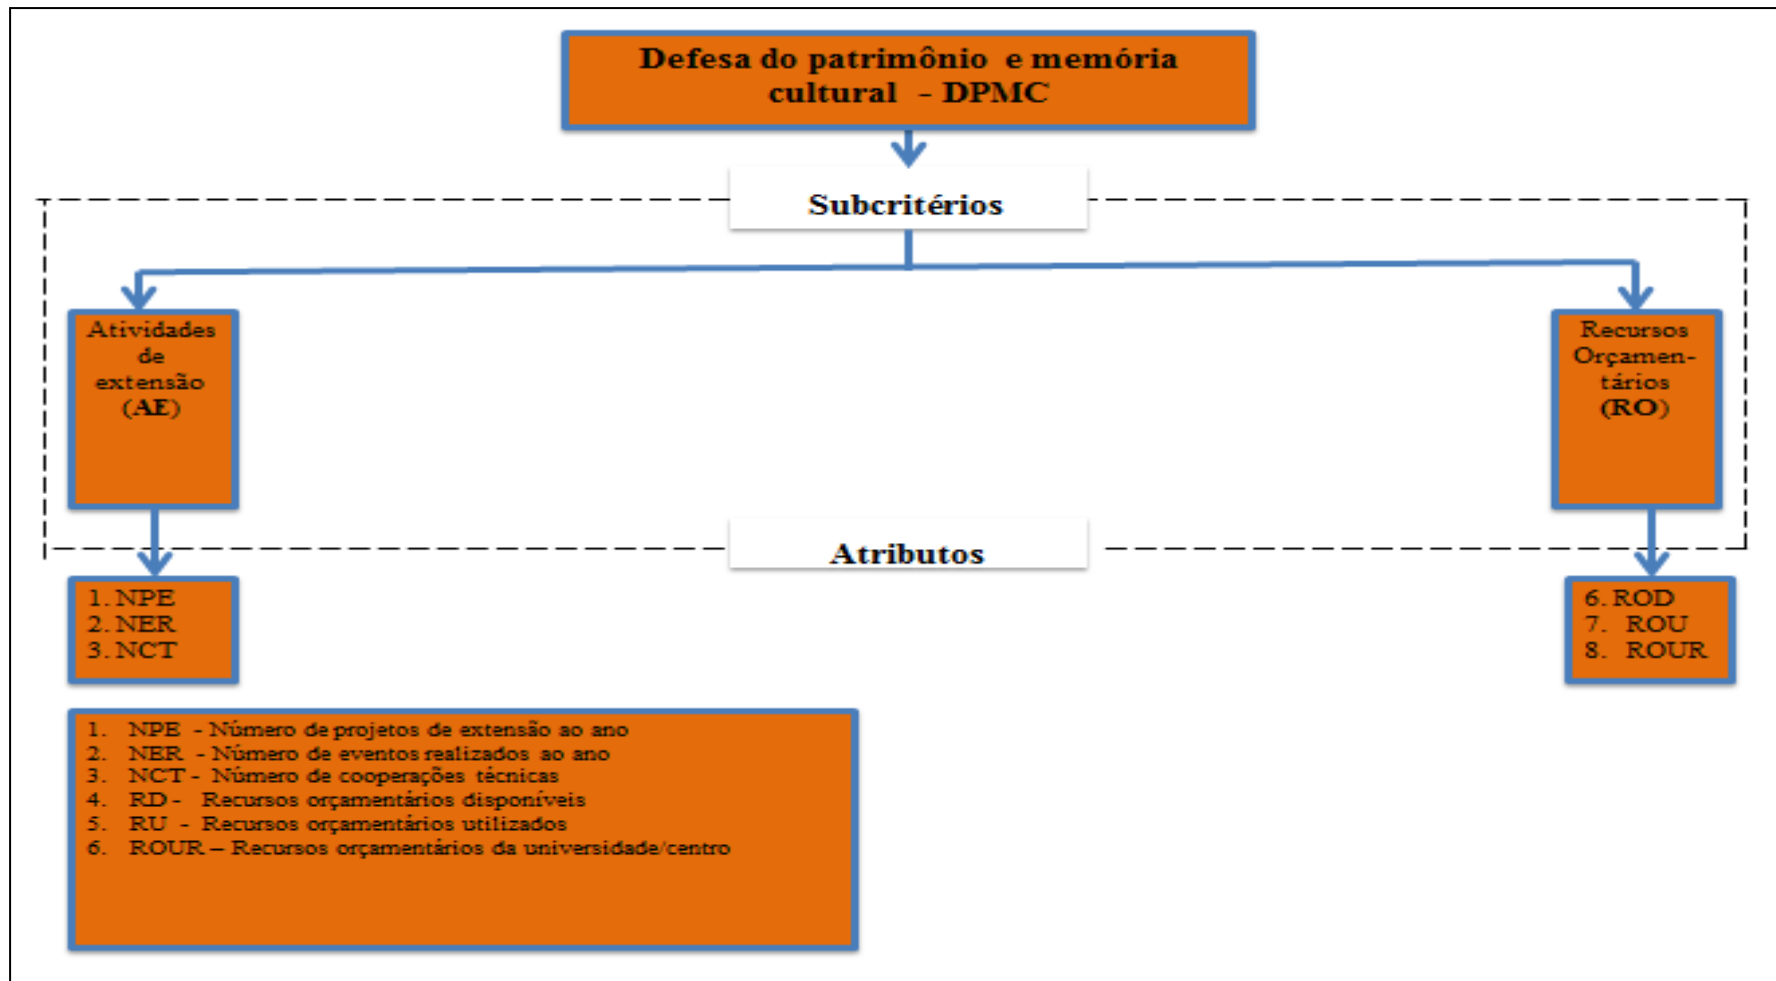 Defesa do patrimônio e memória
cultural - DPMC
Subcritérios
Atividades
de
extensão
(AE)
Recursos
Orçamen-
tários
(RO)
Atributos
1. NPE
2. NER
3. NCT
6. ROD
7. ROU
8. ROUR
1. NPE - Número de projetos de extensão ao ano
2. NER - Número de eventos realizados ao ano
3. NCT - Número de cooperações técnicas
4. RD - Recursos orçamentários disponíveis
5. RU - Recursos orçamentários utilizados
6. ROUR – Recursos orçamentários da universidade/centro